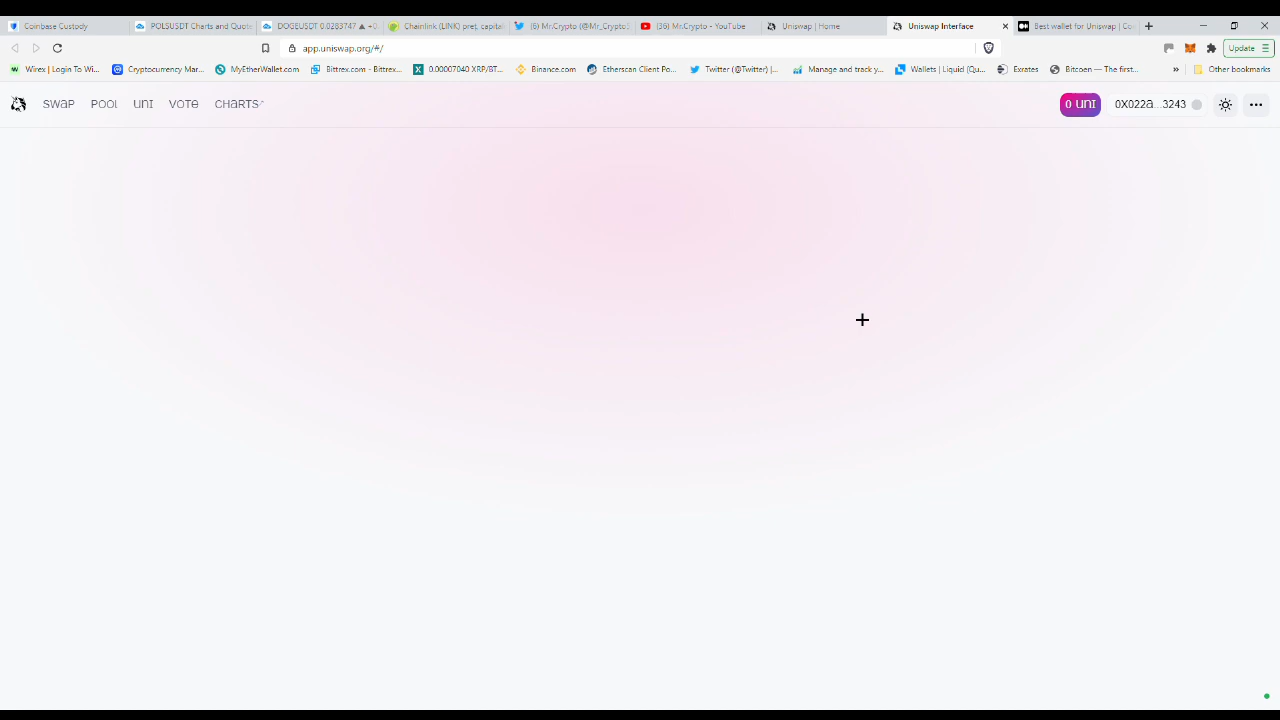 Coinbase Custody
POLSUSDT Charts and Quote
DOGEUSDT 0.0283747 ▲ +0
Chainlink (LINK) preț, capital
(6) Mr.Crypto (@Mr_Crypto
(36) Mr.Crypto - YouTube
Uniswap | Home
Uniswap Interface
Best wallet for Uniswap | Co
app.uniswap.org/#/
Update
Wirex | Login To Wi...
Cryptocurrency Mar...
MyEtherWallet.com
Bittrex.com - Bittrex...
0.00007040 XRP/BT...
Binance.com
Etherscan Client Po...
Twitter (@Twitter) |...
Manage and track y...
Wallets | Liquid (Qu...
Exrates
Bitcoen — The first...
»
Other bookmarks
Swap
Pool
UNI
Vote
Charts
0 UNI
0X022a...3243